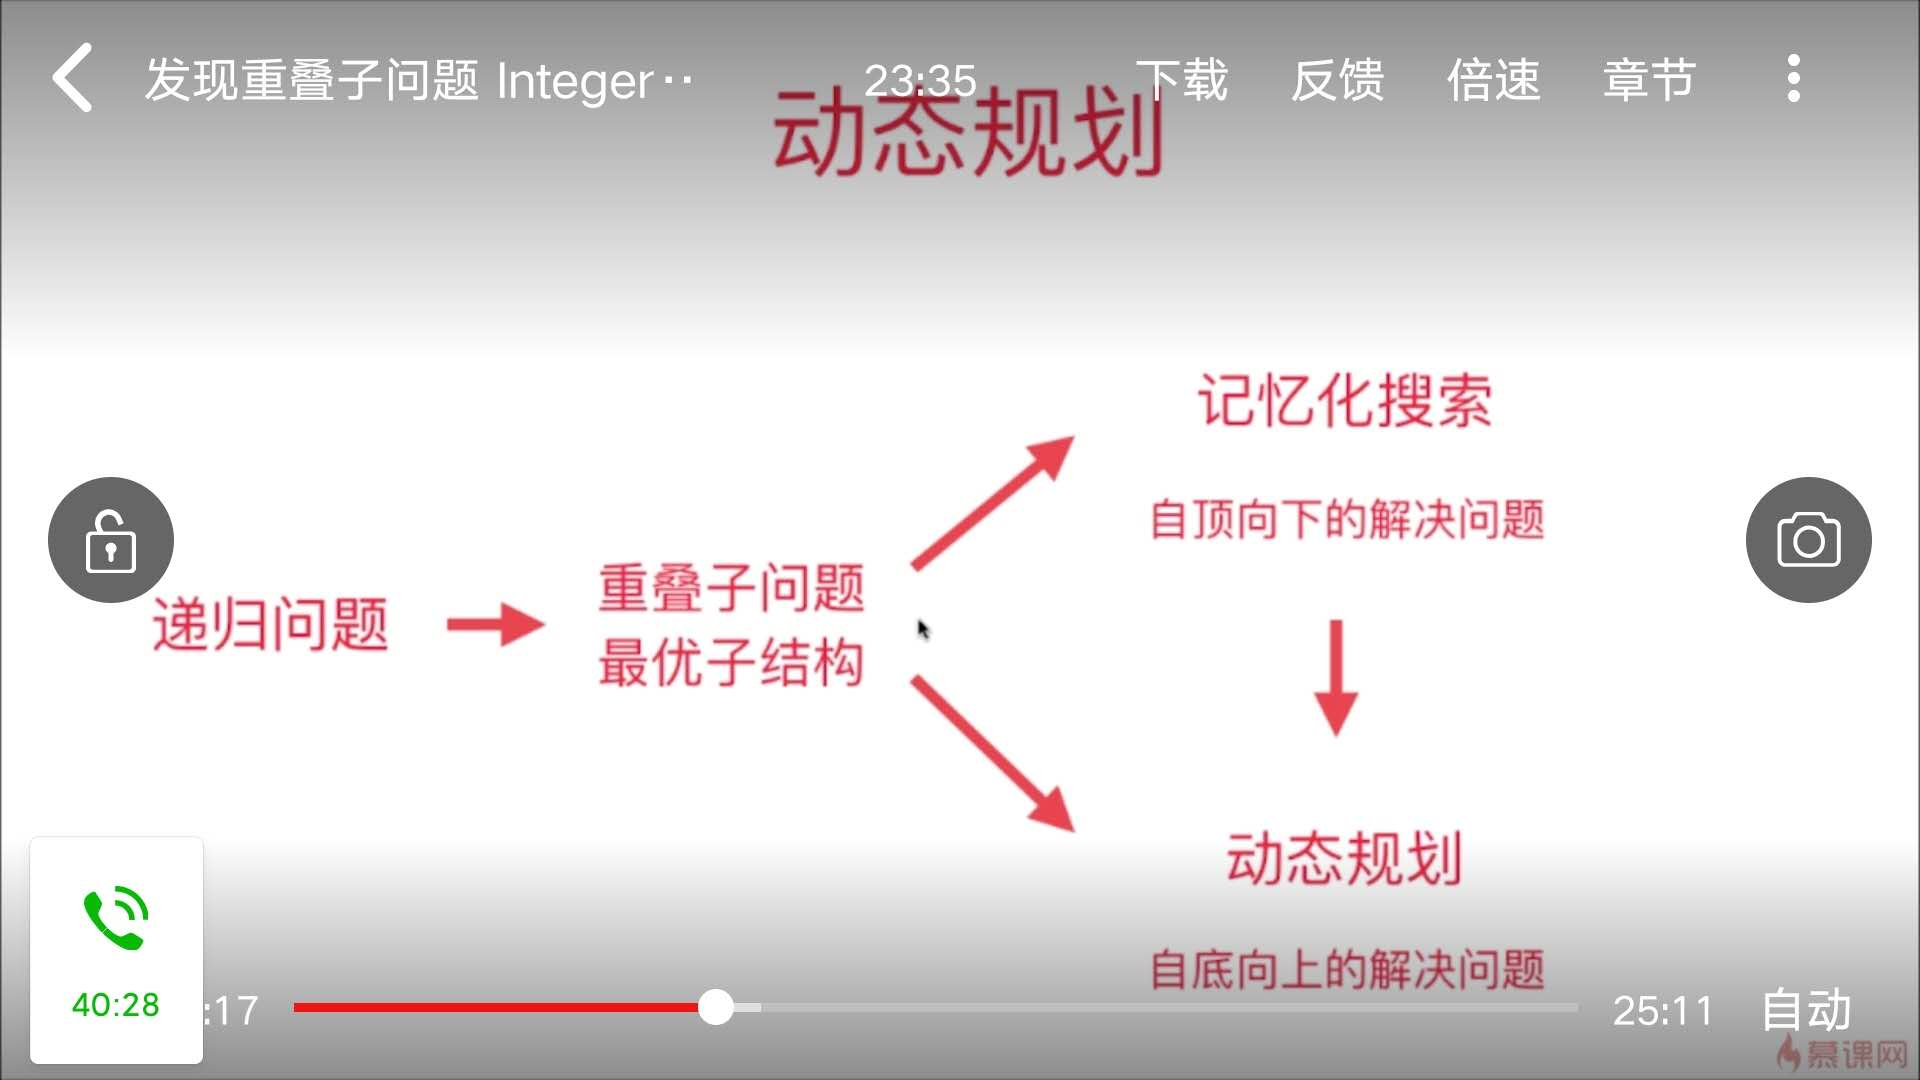 发现重叠子问题 Integer··
23:35
下载
反馈
倍速
章节
动态规划
记忆化搜索
自顶向下的解决问题
递归问题
重叠子问题
最优子结构
动态规划
自底向上的解决问题
40:28
:17
25:11
自动
慕课网